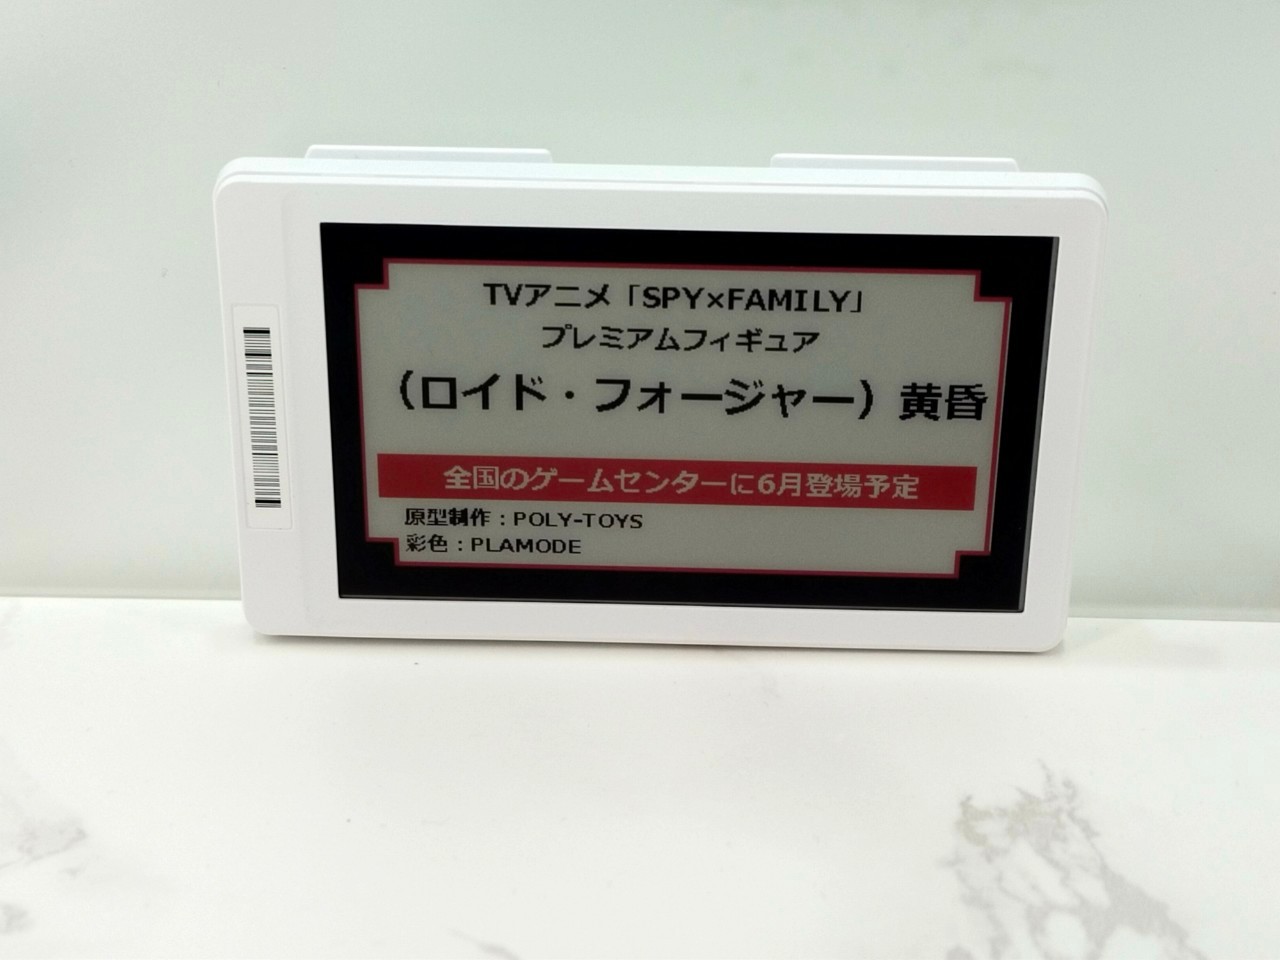 TVアニメ「SPY×FAMILY」
プレミアムフィギュア
（ロイド・フォージャー）黄昏
全国のゲームセンターに6月登場予定
原型制作：POLY-TOYS
彩色：PLAMODE